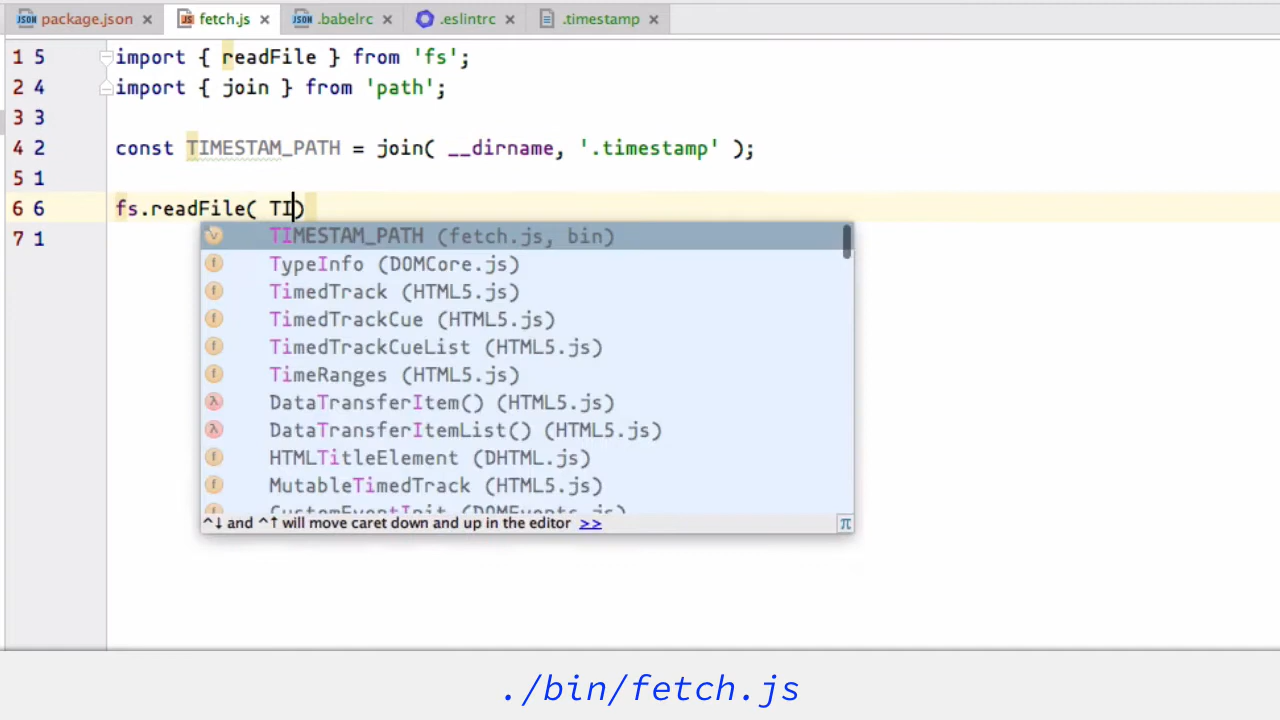 package.json fetch.js .babelrc .eslintrc .timestamp
1 5 import { readFile } from 'fs';
2 4 import { join } from 'path';
3 3
4 2 const TIMESTAM_PATH = join( __dirname, '.timestamp' );
5 1
6 6 fs.readFile( TI)
7 1
TIMESTAM_PATH (fetch.js, bin)
TypeInfo (DOMCore.js)
TimedTrack (HTML5.js)
TimedTrackCue (HTML5.js)
TimedTrackCueList (HTML5.js)
TimeRanges (HTML5.js)
DataTransferItem() (HTML5.js)
DataTransferItemList() (HTML5.js)
HTMLTitleElement (DHTML.js)
MutableTimedTrack (HTML5.js)
CustomEventInit (DOMEvents.js)
^↓ and ^↑ will move caret down and up in the editor >> π
./bin/fetch.js